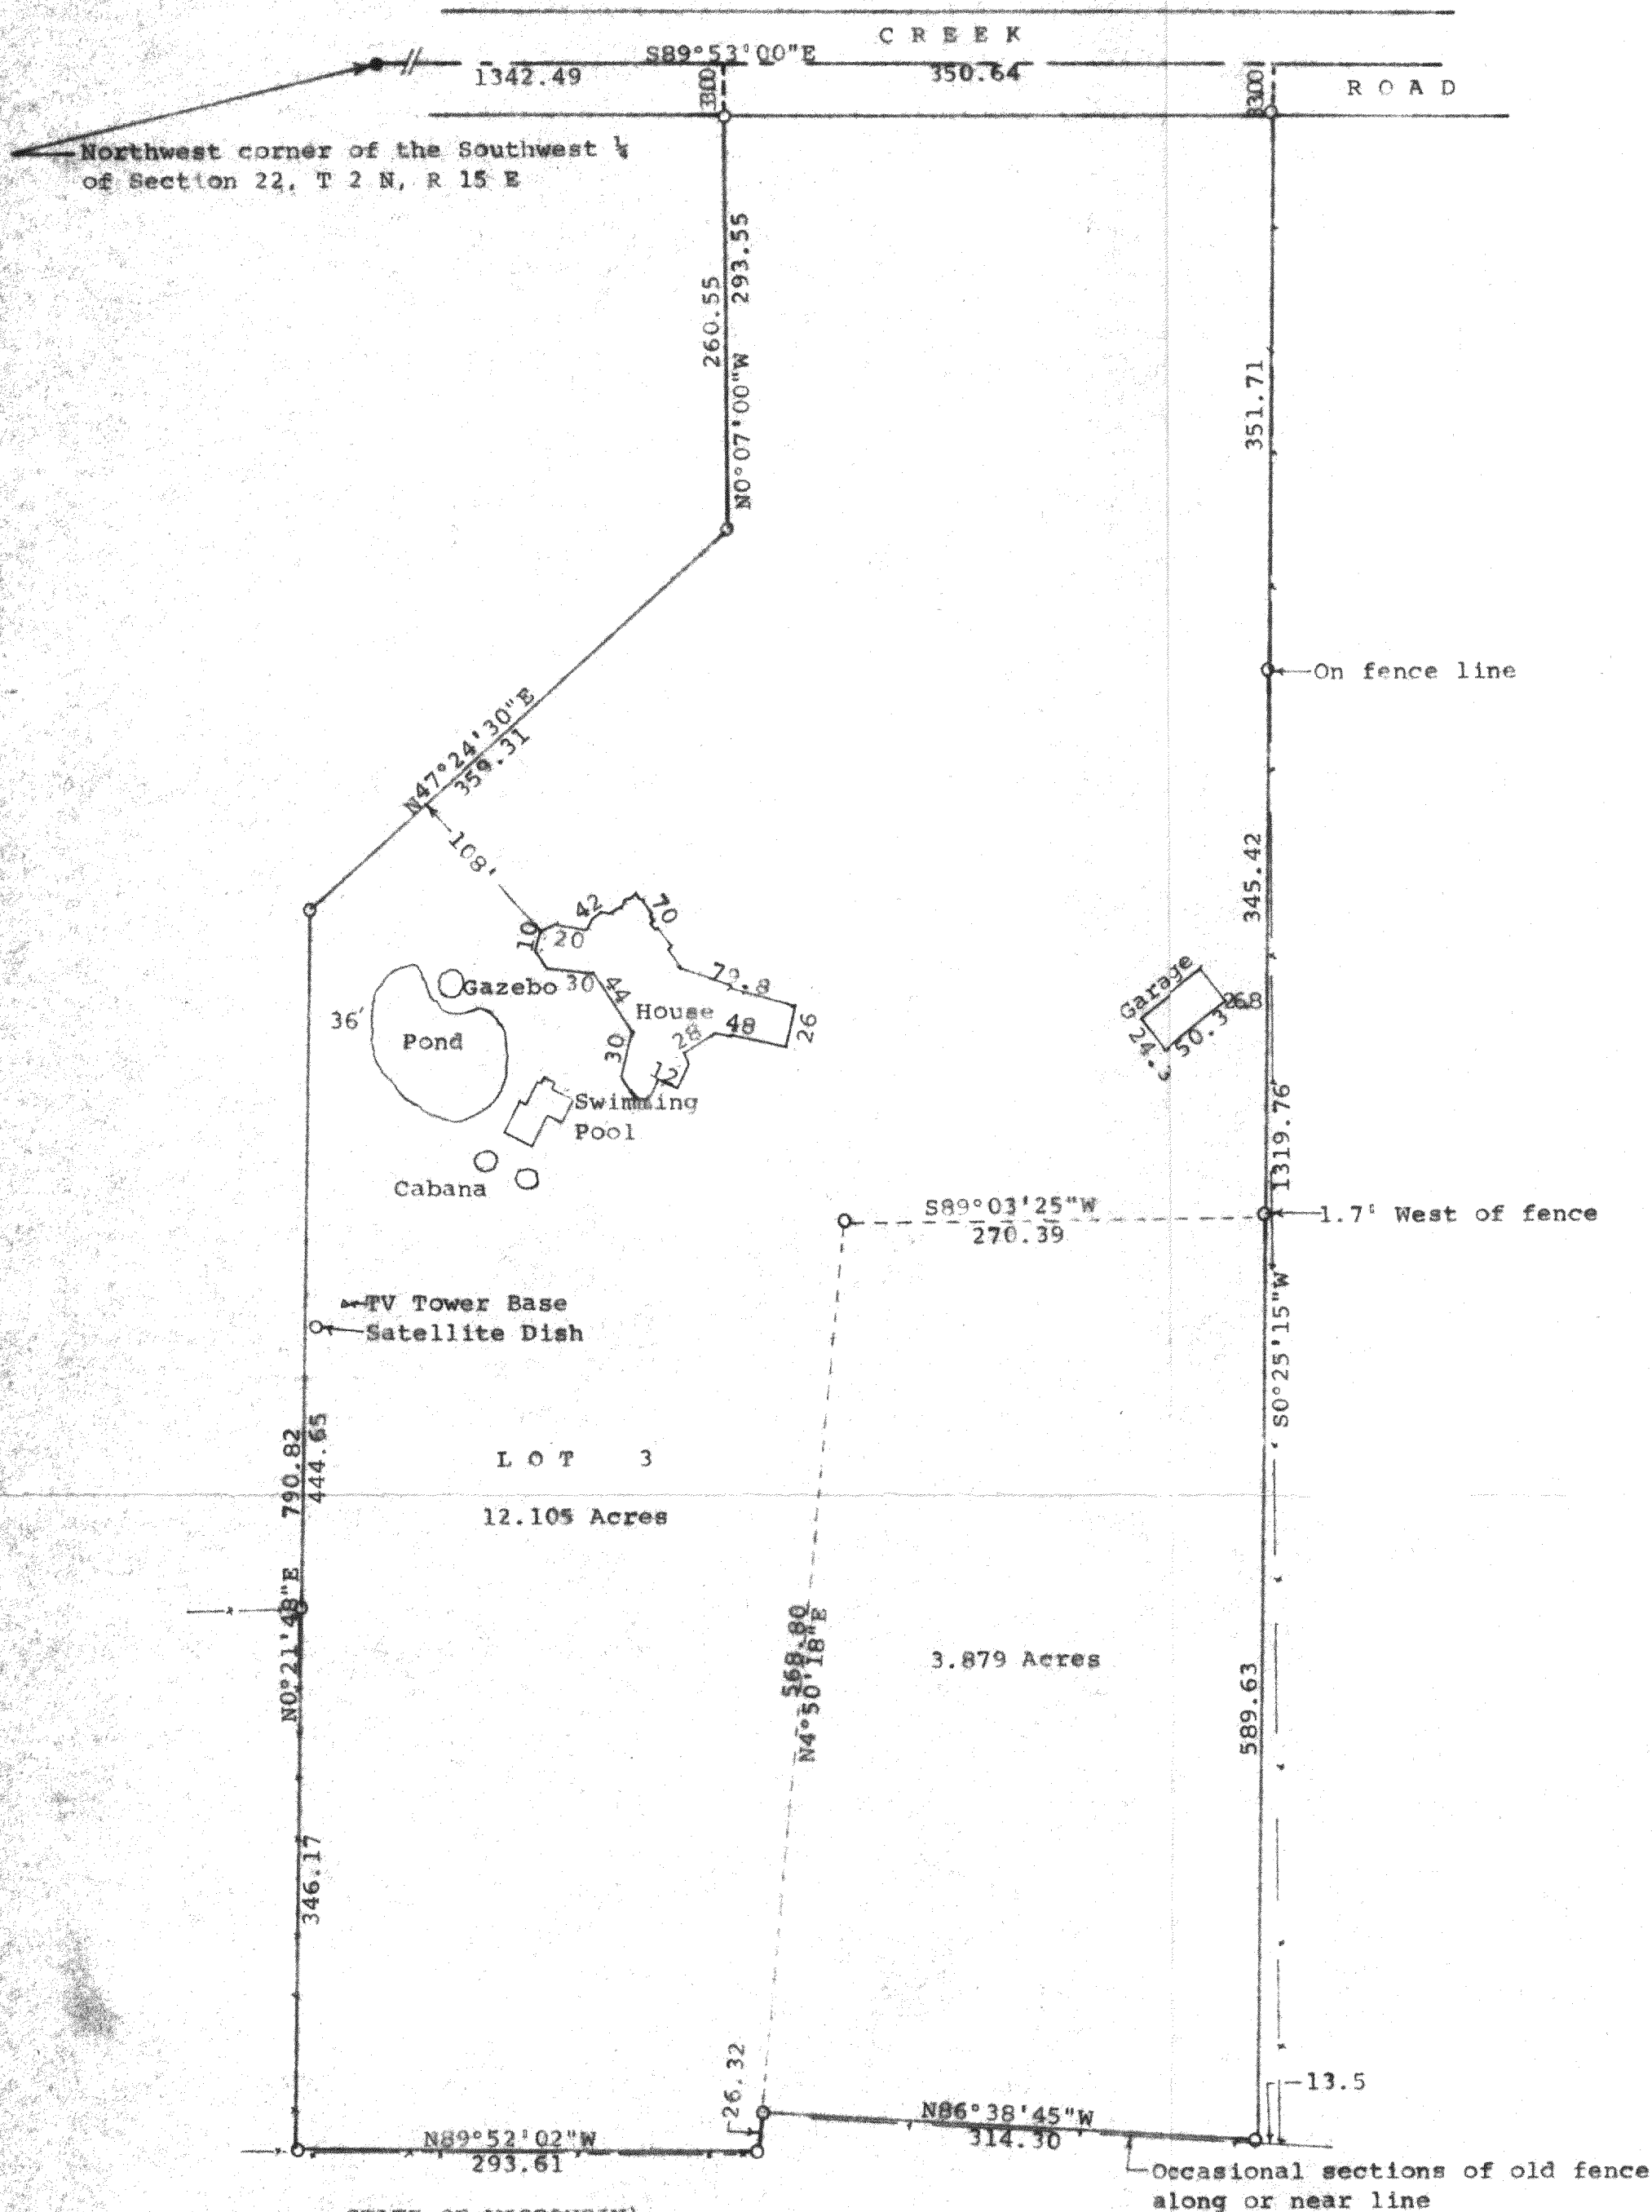 C R E E K
S89°53'00"E
1342.49
350.64
R O A D
33.00
33.00
Northwest corner of the Southwest ¼
of Section 22, T 2 N, R 15 E
293.55
260.55
N0°07'00"W
351.71
On fence line
N47°24'30"E
359.31
108'
345.42
42
70
10
20
79.8
Garage
Gazebo
30
44
House
26
36'
Pond
48
28
30
12
24.3
50.3
Swimming
Pool
1319.76
Cabana
S89°03'25"W
270.39
1.7' West of fence
TV Tower Base
Satellite Dish
S0°25'15"W
790.82
444.65
L O T 3
12.105 Acres
N0°21'48"E
568.80
N4°50'18"E
3.879 Acres
589.63
346.17
26.32
13.5
N86°38'45"W
314.30
N89°52'02"W
293.61
Occasional sections of old fence
along or near line